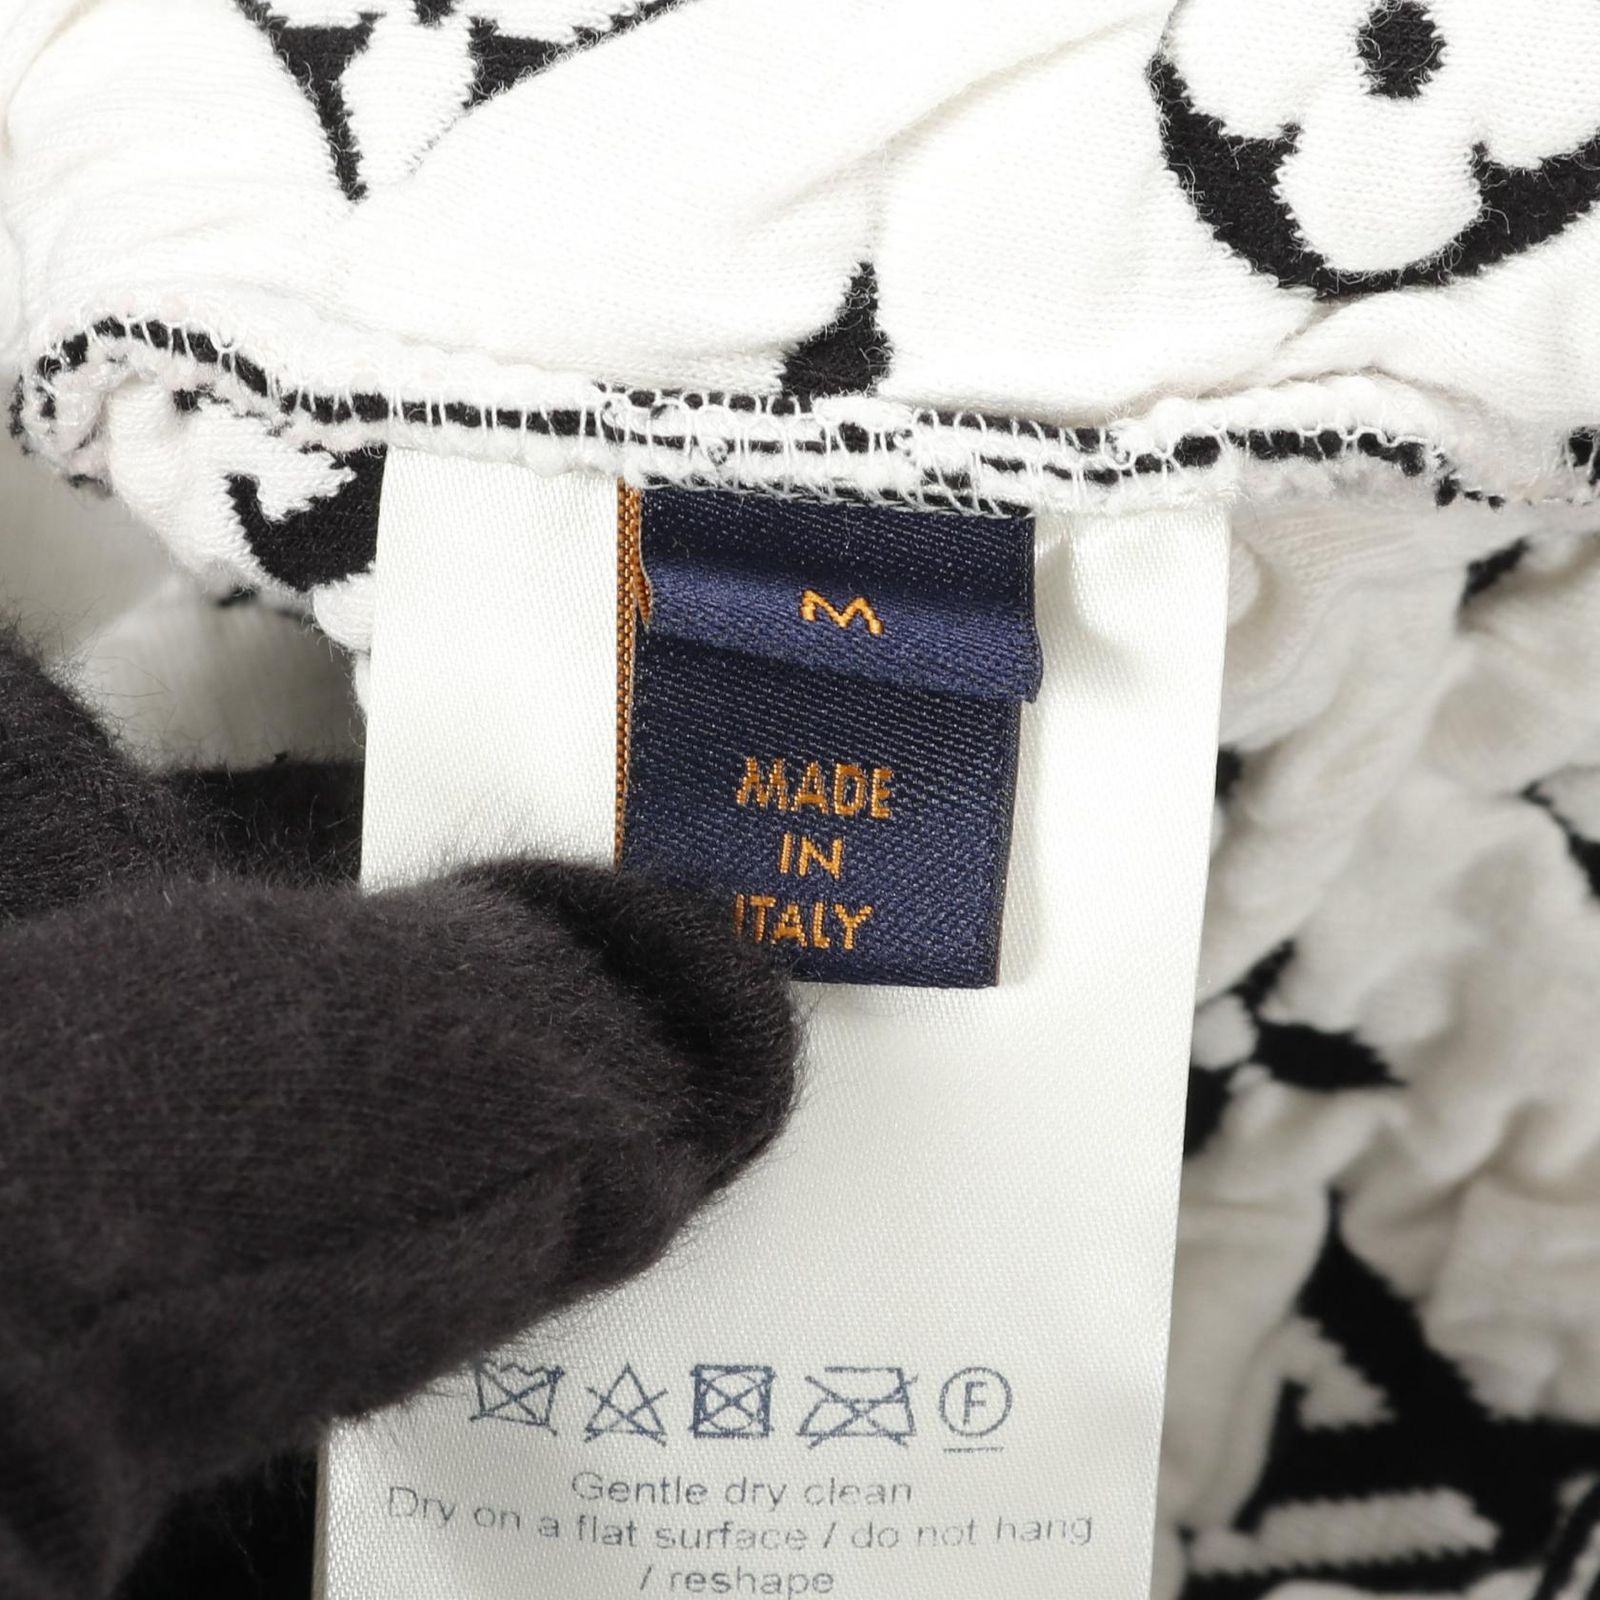 M
MADE
IN
ITALY
F
Gentle dry clean
Dry on a flat surface / do not hang
/ reshape